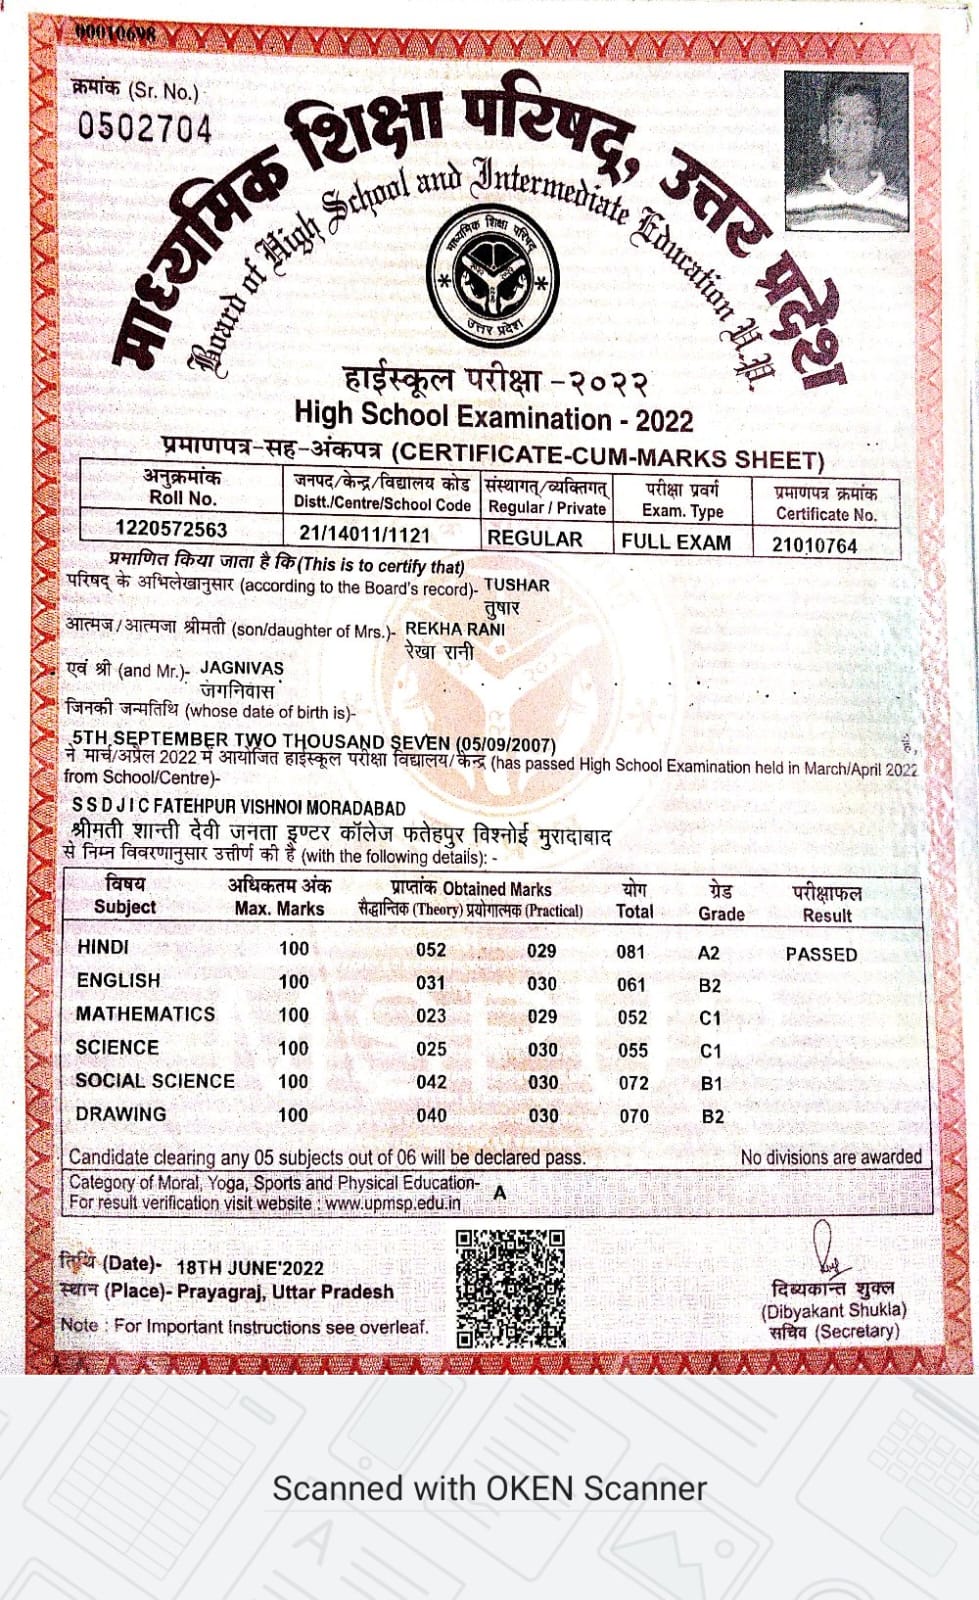 00010698
क्रमांक (Sr. No.)
0502704
माध्यमिक शिक्षा परिषद्, उत्तर प्रदेश
Board of High School and Intermediate Education U.P.
माध्यमिक शिक्षा परिषद्
उत्तर प्रदेश
हाईस्कूल परीक्षा -२०२२
High School Examination - 2022
प्रमाणपत्र-सह-अंकपत्र (CERTIFICATE-CUM-MARKS SHEET)
अनुक्रमांक जनपद/केन्द्र/विद्यालय कोड संस्थागत/व्यक्तिगत परीक्षा प्रवर्ग प्रमाणपत्र क्रमांक
Roll No. Distt./Centre/School Code Regular / Private Exam. Type Certificate No.
1220572563 21/14011/1121 REGULAR FULL EXAM 21010764
प्रमाणित किया जाता है कि(This is to certify that)
परिषद् के अभिलेखानुसार (according to the Board's record)- TUSHAR
तुषार
आत्मज/आत्मजा श्रीमती (son/daughter of Mrs.)- REKHA RANI
रेखा रानी
एवं श्री (and Mr.)- JAGNIVAS
जगनिवास
जिनकी जन्मतिथि (whose date of birth is)-
5TH SEPTEMBER TWO THOUSAND SEVEN (05/09/2007)
ने मार्च/अप्रैल 2022 में आयोजित हाईस्कूल परीक्षा विद्यालय/केन्द्र (has passed High School Examination held in March/April 2022
from School/Centre)-
S S D J I C FATEHPUR VISHNOI MORADABAD
श्रीमती शान्ती देवी जनता इण्टर कॉलेज फतेहपुर विश्नोई मुरादाबाद
से निम्न विवरणानुसार उत्तीर्ण की है (with the following details): -
विषय अधिकतम अंक प्राप्तांक Obtained Marks योग ग्रेड परीक्षाफल
Subject Max. Marks सैद्धान्तिक (Theory) प्रयोगात्मक (Practical) Total Grade Result
HINDI 100 052 029 081 A2 PASSED
ENGLISH 100 031 030 061 B2
MATHEMATICS 100 023 029 052 C1
SCIENCE 100 025 030 055 C1
SOCIAL SCIENCE 100 042 030 072 B1
DRAWING 100 040 030 070 B2
Candidate clearing any 05 subjects out of 06 will be declared pass. No divisions are awarded
Category of Moral, Yoga, Sports and Physical Education- A
For result verification visit website : www.upmsp.edu.in
तिथि (Date)- 18TH JUNE'2022
स्थान (Place)- Prayagraj, Uttar Pradesh
Note : For Important Instructions see overleaf.
दिब्यकान्त शुक्ल
(Dibyakant Shukla)
सचिव (Secretary)
Scanned with OKEN Scanner